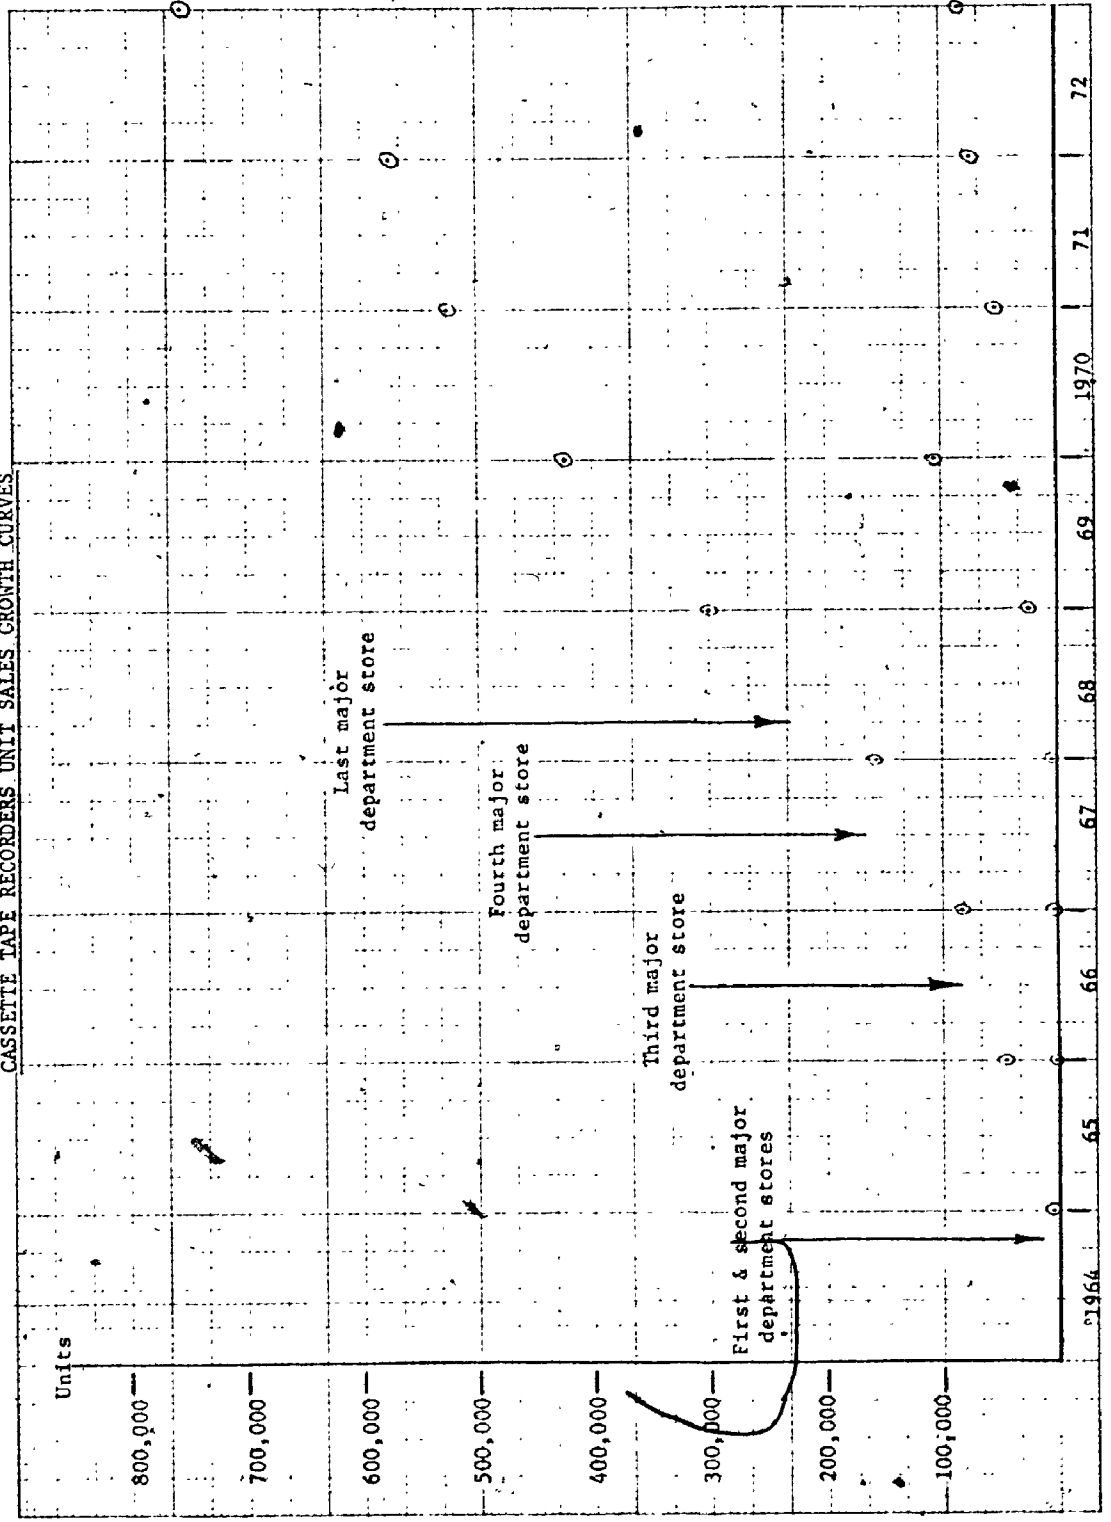 CASSETTE TAPE RECORDERS UNIT SALES GROWTH CURVES
Units
800,000
700,000
600,000
500,000
400,000
300,000
200,000
100,000
First & second major
department stores
Third major
department store
Fourth major
department store
Last major
department store
1964
65
66
67
68
69
1970
71
72